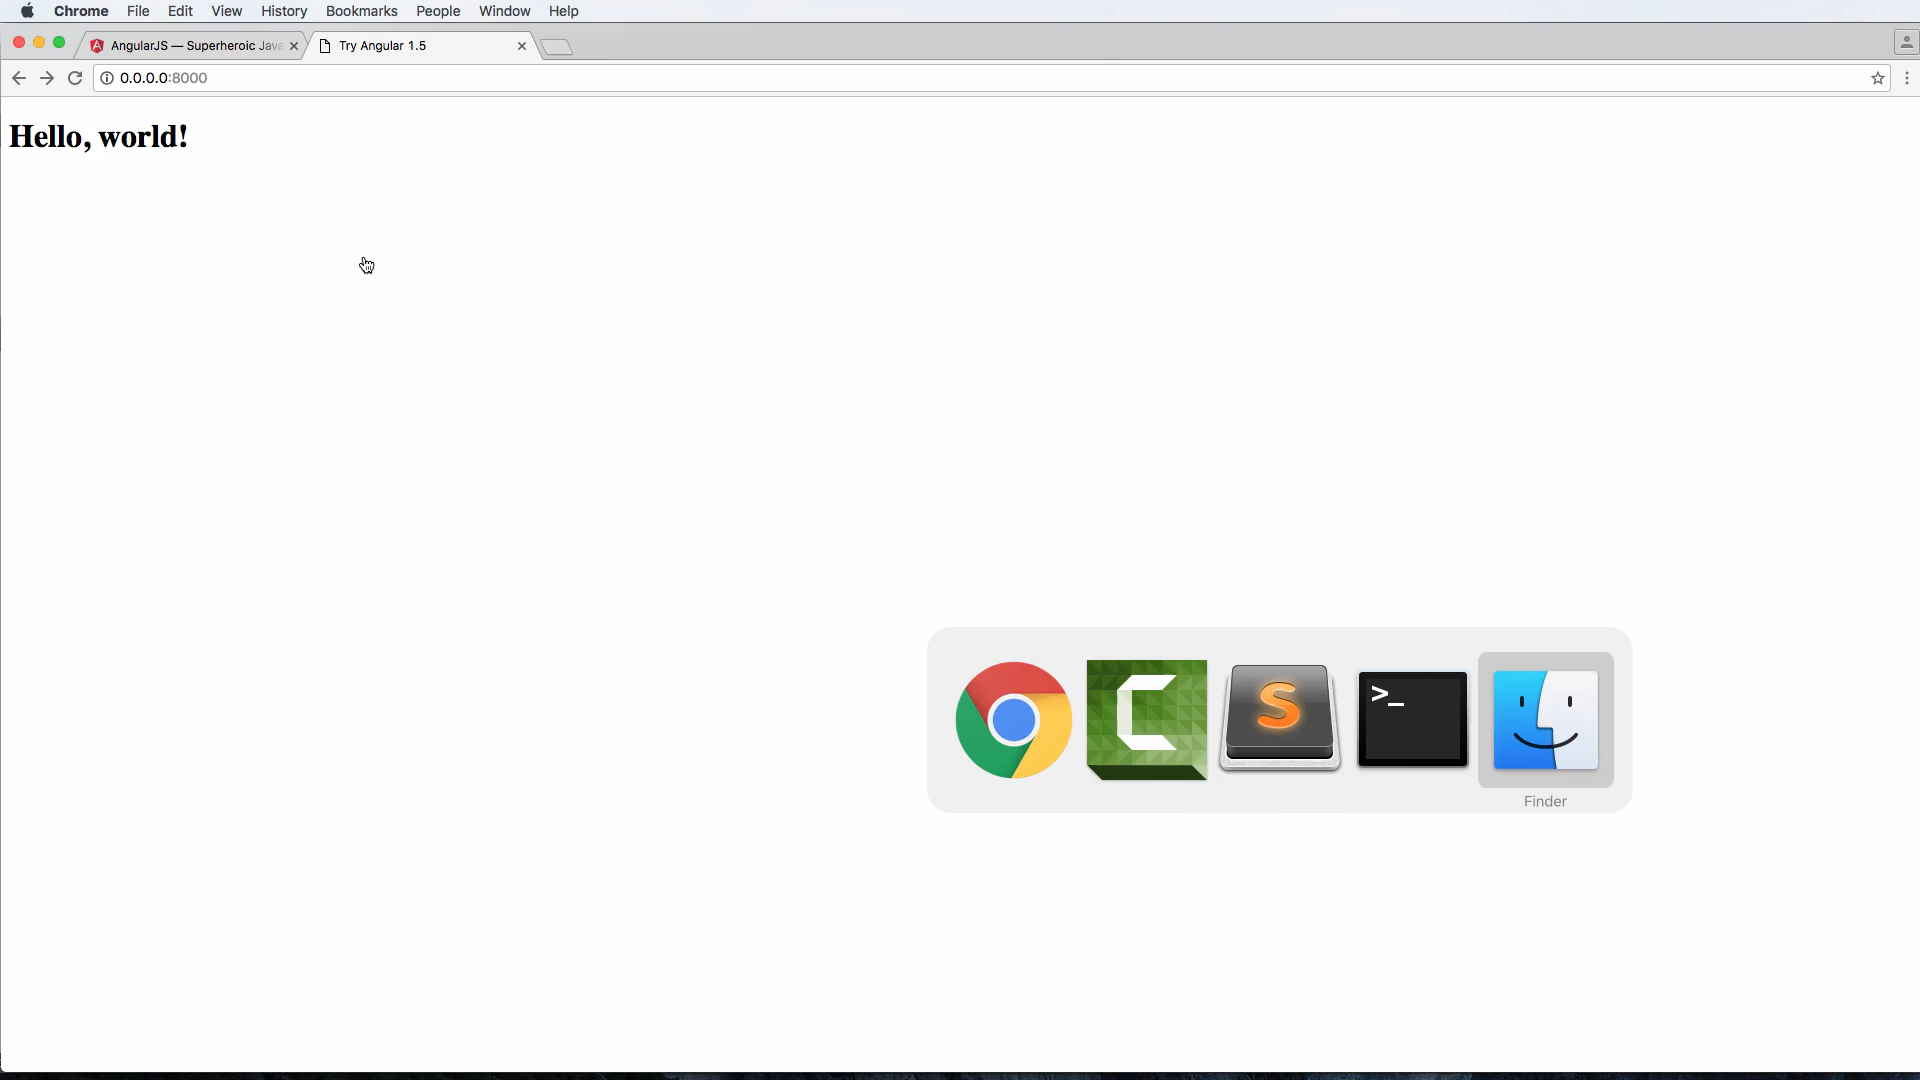 Chrome File Edit View History Bookmarks People Window Help
AngularJS — Superheroic Java
Try Angular 1.5
0.0.0.0:8000
Hello, world!
S
>_
Finder